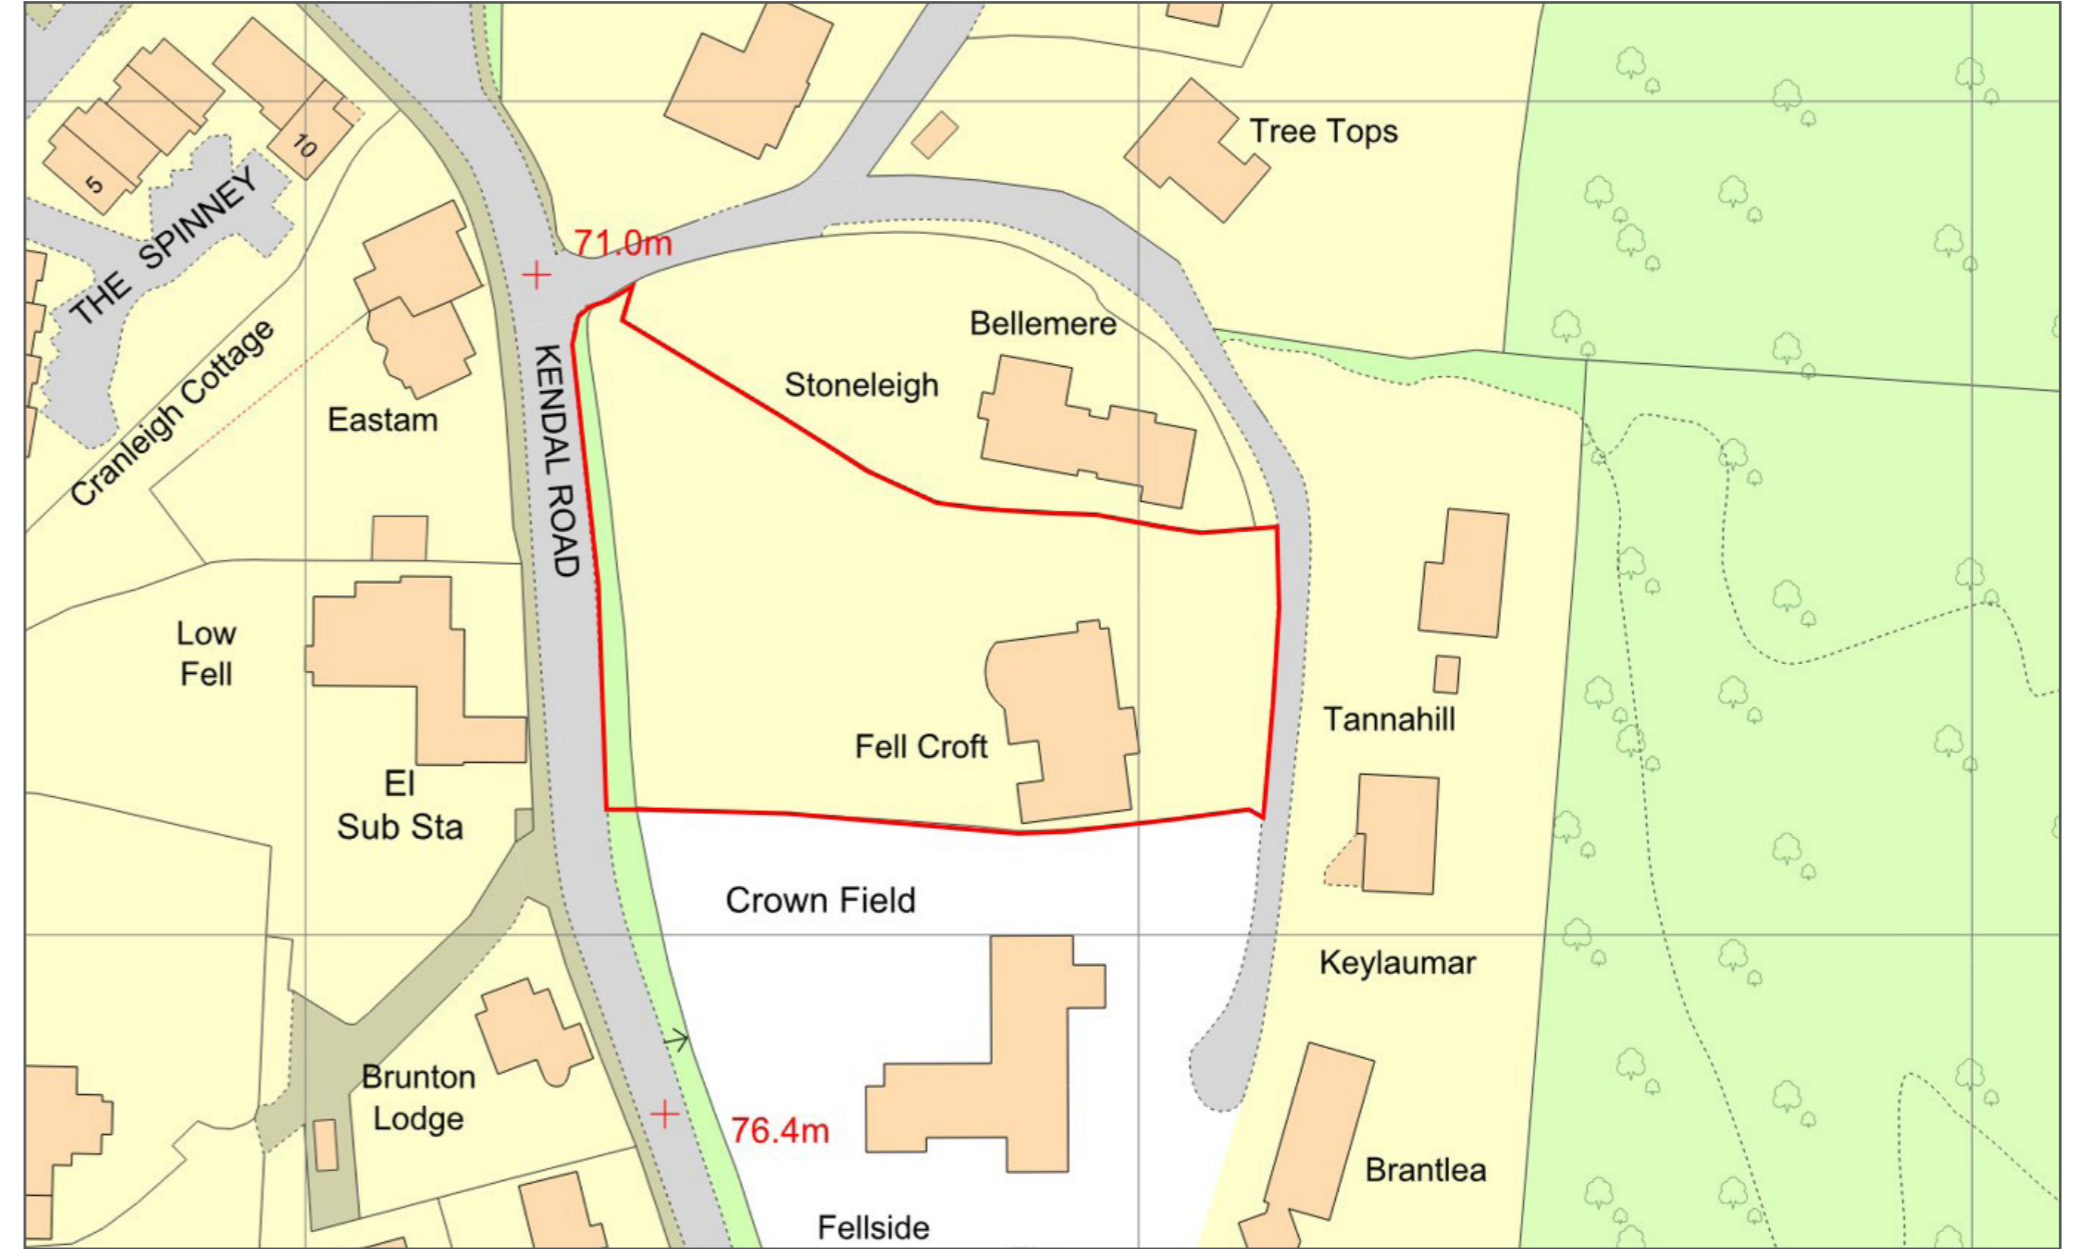 Tree Tops
10
5
THE SPINNEY
71.0m
Bellemere
Cranleigh Cottage
Stoneleigh
Eastam
KENDAL ROAD
Low
Fell
Tannahill
Fell Croft
El
Sub Sta
Crown Field
Keylaumar
Brunton
Lodge
76.4m
Brantlea
Fellside